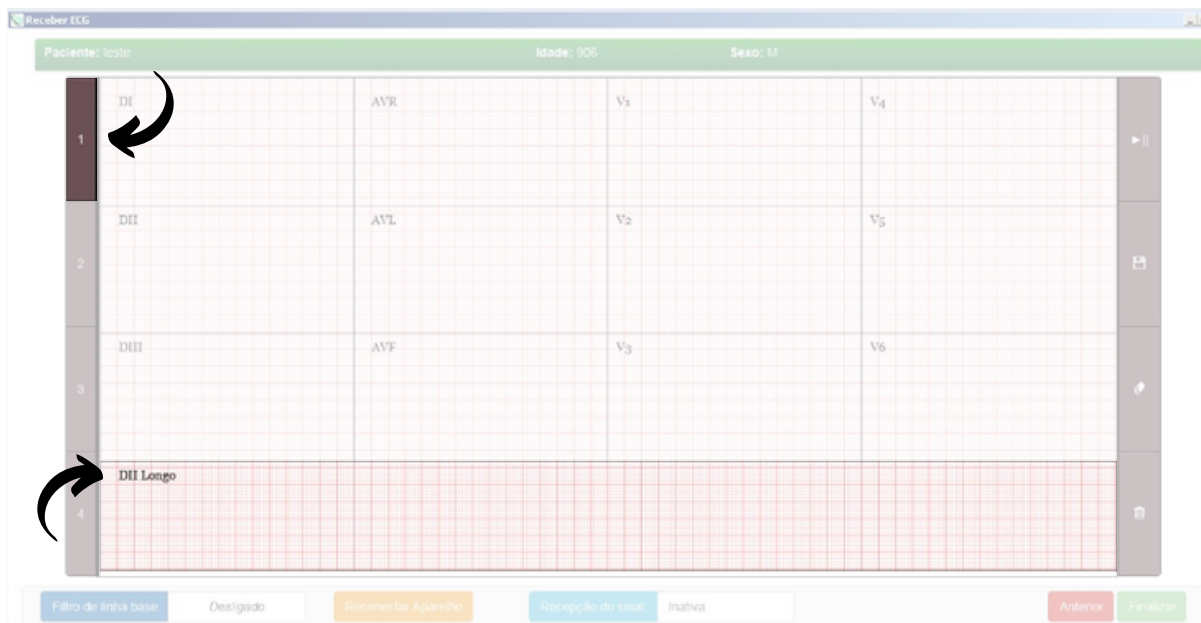 Receber ECG
Paciente: teste Idade: 906 Sexo: M
DI AVR V1 V4
1
DII AVL V2 V5
2
DIII AVF V3 V6
3
DII Longo
4
Filtro de linha base Desligado Reconectar Aparelho Recepção do sinal Inativa Anterior Finalizar